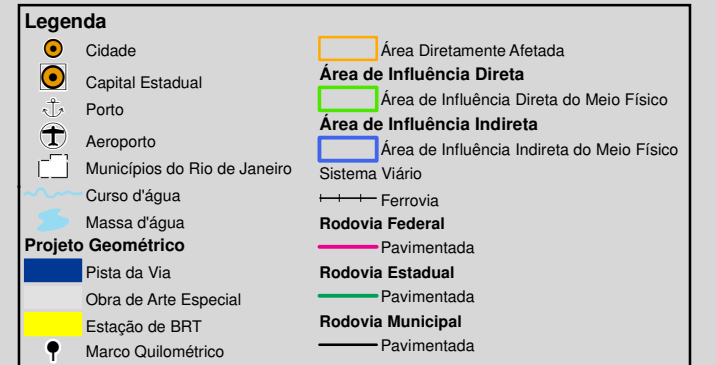 Legenda
Cidade
Capital Estadual
Porto
Aeroporto
Municípios do Rio de Janeiro
Curso d'água
Massa d'água
Projeto Geométrico
Pista da Via
Obra de Arte Especial
Estação de BRT
Marco Quilométrico
Área Diretamente Afetada
Área de Influência Direta
Área de Influência Direta do Meio Físico
Área de Influência Indireta
Área de Influência Indireta do Meio Físico
Sistema Viário
Ferrovia
Rodovia Federal
Pavimentada
Rodovia Estadual
Pavimentada
Rodovia Municipal
Pavimentada